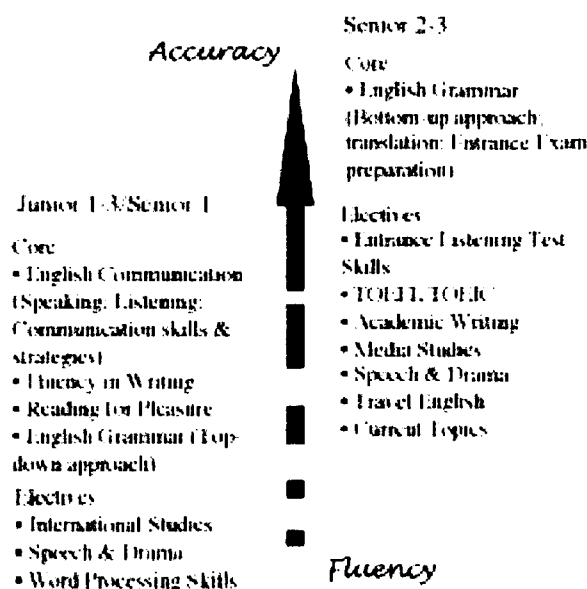 Accuracy
Senior 2-3
Core
• English Grammar
(Bottom-up approach;
translation; Entrance Exam
preparation)
Electives
• Entrance Listening Test
Skills
• TOEFL, TOEIC
• Academic Writing
• Media Studies
• Speech & Drama
• Travel English
• Current Topics
Junior 1-3/Senior 1
Core
• English Communication
(Speaking; Listening;
Communication skills &
strategies)
• Fluency in Writing
• Reading for Pleasure
• English Grammar (Top-
down approach)
Electives
• International Studies
• Speech & Drama
• Word Processing Skills
Fluency